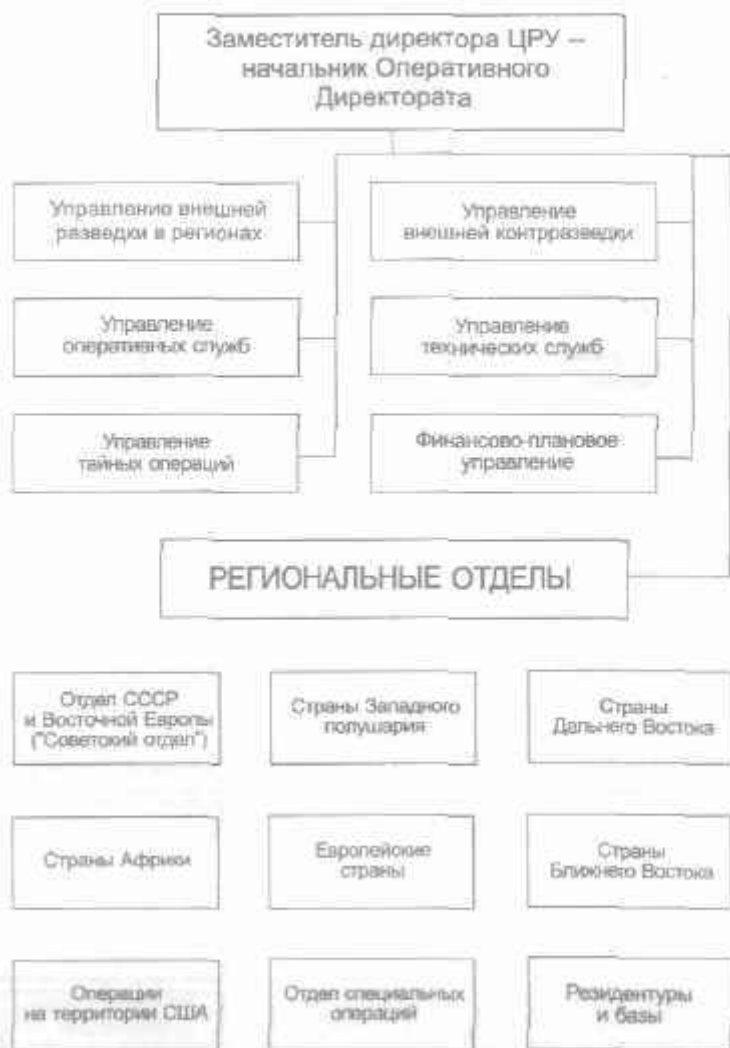 Заместитель директора ЦРУ –
начальник Оперативного
Директората
Управление внешней
разведки в регионах
Управление
внешней контрразведки
Управление
оперативных служб
Управление
технических служб
Управление
тайных операций
Финансово-плановое
управление
РЕГИОНАЛЬНЫЕ ОТДЕЛЫ
Отдел СССР
и Восточной Европы
("Советский отдел")
Страны Западного
полушария
Страны
Дальнего Востока
Страны Африки
Европейские
страны
Страны
Ближнего Востока
Операции
на территории США
Отдел специальных
операций
Резидентуры
и базы